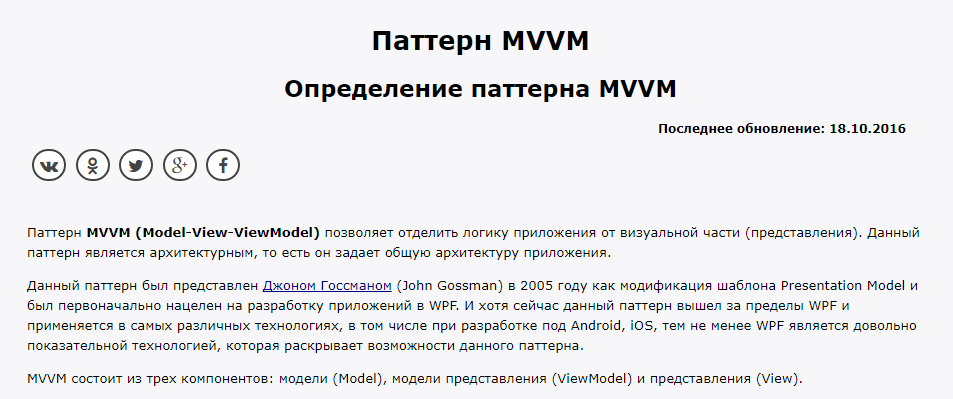 Паттерн MVVM
Определение паттерна MVVM
Последнее обновление: 18.10.2016
Паттерн MVVM (Model-View-ViewModel) позволяет отделить логику приложения от визуальной части (представления). Данный
паттерн является архитектурным, то есть он задает общую архитектуру приложения.
Данный паттерн был представлен Джоном Госсманом (John Gossman) в 2005 году как модификация шаблона Presentation Model и
был первоначально нацелен на разработку приложений в WPF. И хотя сейчас данный паттерн вышел за пределы WPF и
применяется в самых различных технологиях, в том числе при разработке под Android, iOS, тем не менее WPF является довольно
показательной технологией, которая раскрывает возможности данного паттерна.
MVVM состоит из трех компонентов: модели (Model), модели представления (ViewModel) и представления (View).